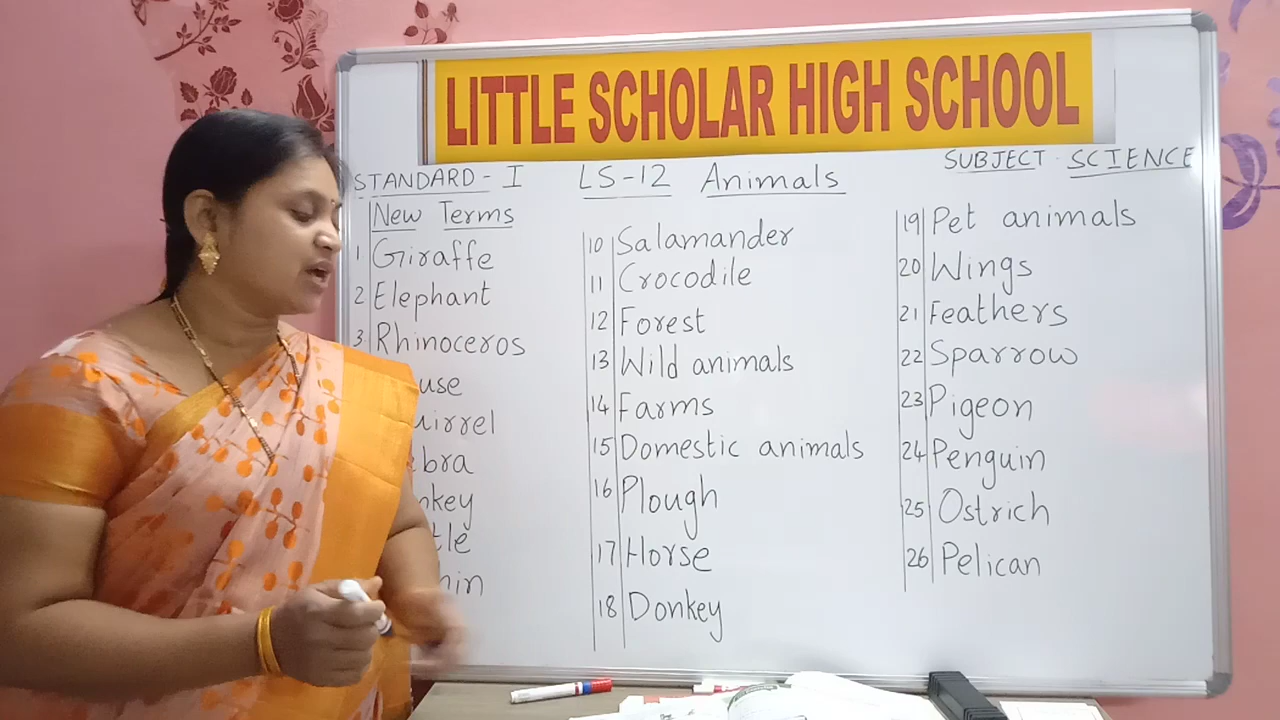 LITTLE SCHOLAR HIGH SCHOOL
STANDARD - I
LS-12 Animals
SUBJECT - SCIENCE
New Terms
1 Giraffe
2 Elephant
3 Rhinoceros
10 Salamander
11 Crocodile
12 Forest
13 Wild animals
14 Farms
15 Domestic animals
16 Plough
17 Horse
18 Donkey
19 Pet animals
20 Wings
21 Feathers
22 Sparrow
23 Pigeon
24 Penguin
25 Ostrich
26 Pelican